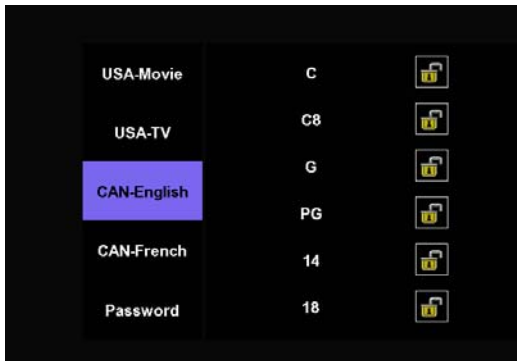 USA-Movie
USA-TV
CAN-English
CAN-French
Password
C
C8
G
PG
14
18